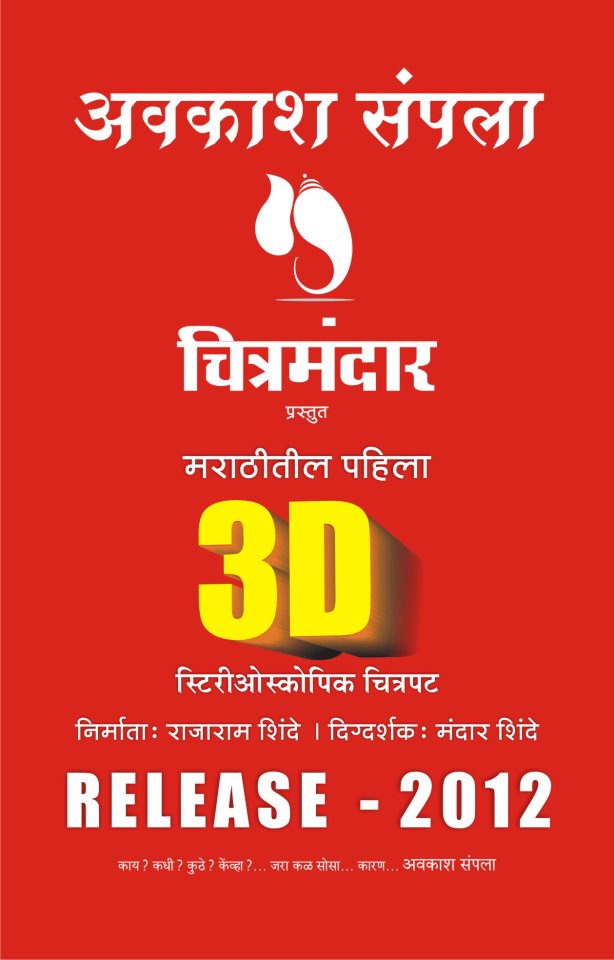 अवकाश संपला
चित्रमंदार
प्रस्तुत
मराठीतील पहिला
3D
स्टिरीओस्कोपिक चित्रपट
निर्माता: राजाराम शिंदे | दिग्दर्शक: मंदार शिंदे
RELEASE - 2012
काय? कधी? कुठे? केंव्हा?... जरा कळ सोसा... कारण... अवकाश संपला